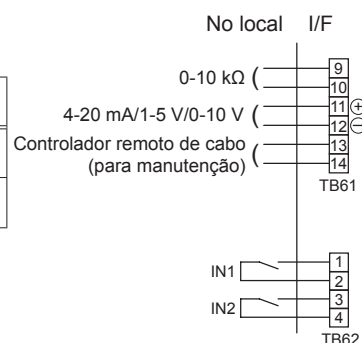 No local I/F
0-10 kΩ ( 9
10
4-20 mA/1-5 V/0-10 V ( 11 ⊕
12 ⊖
Controlador remoto de cabo ( 13
(para manutenção) 14
TB61
IN1 1
2
IN2 3
4
TB62